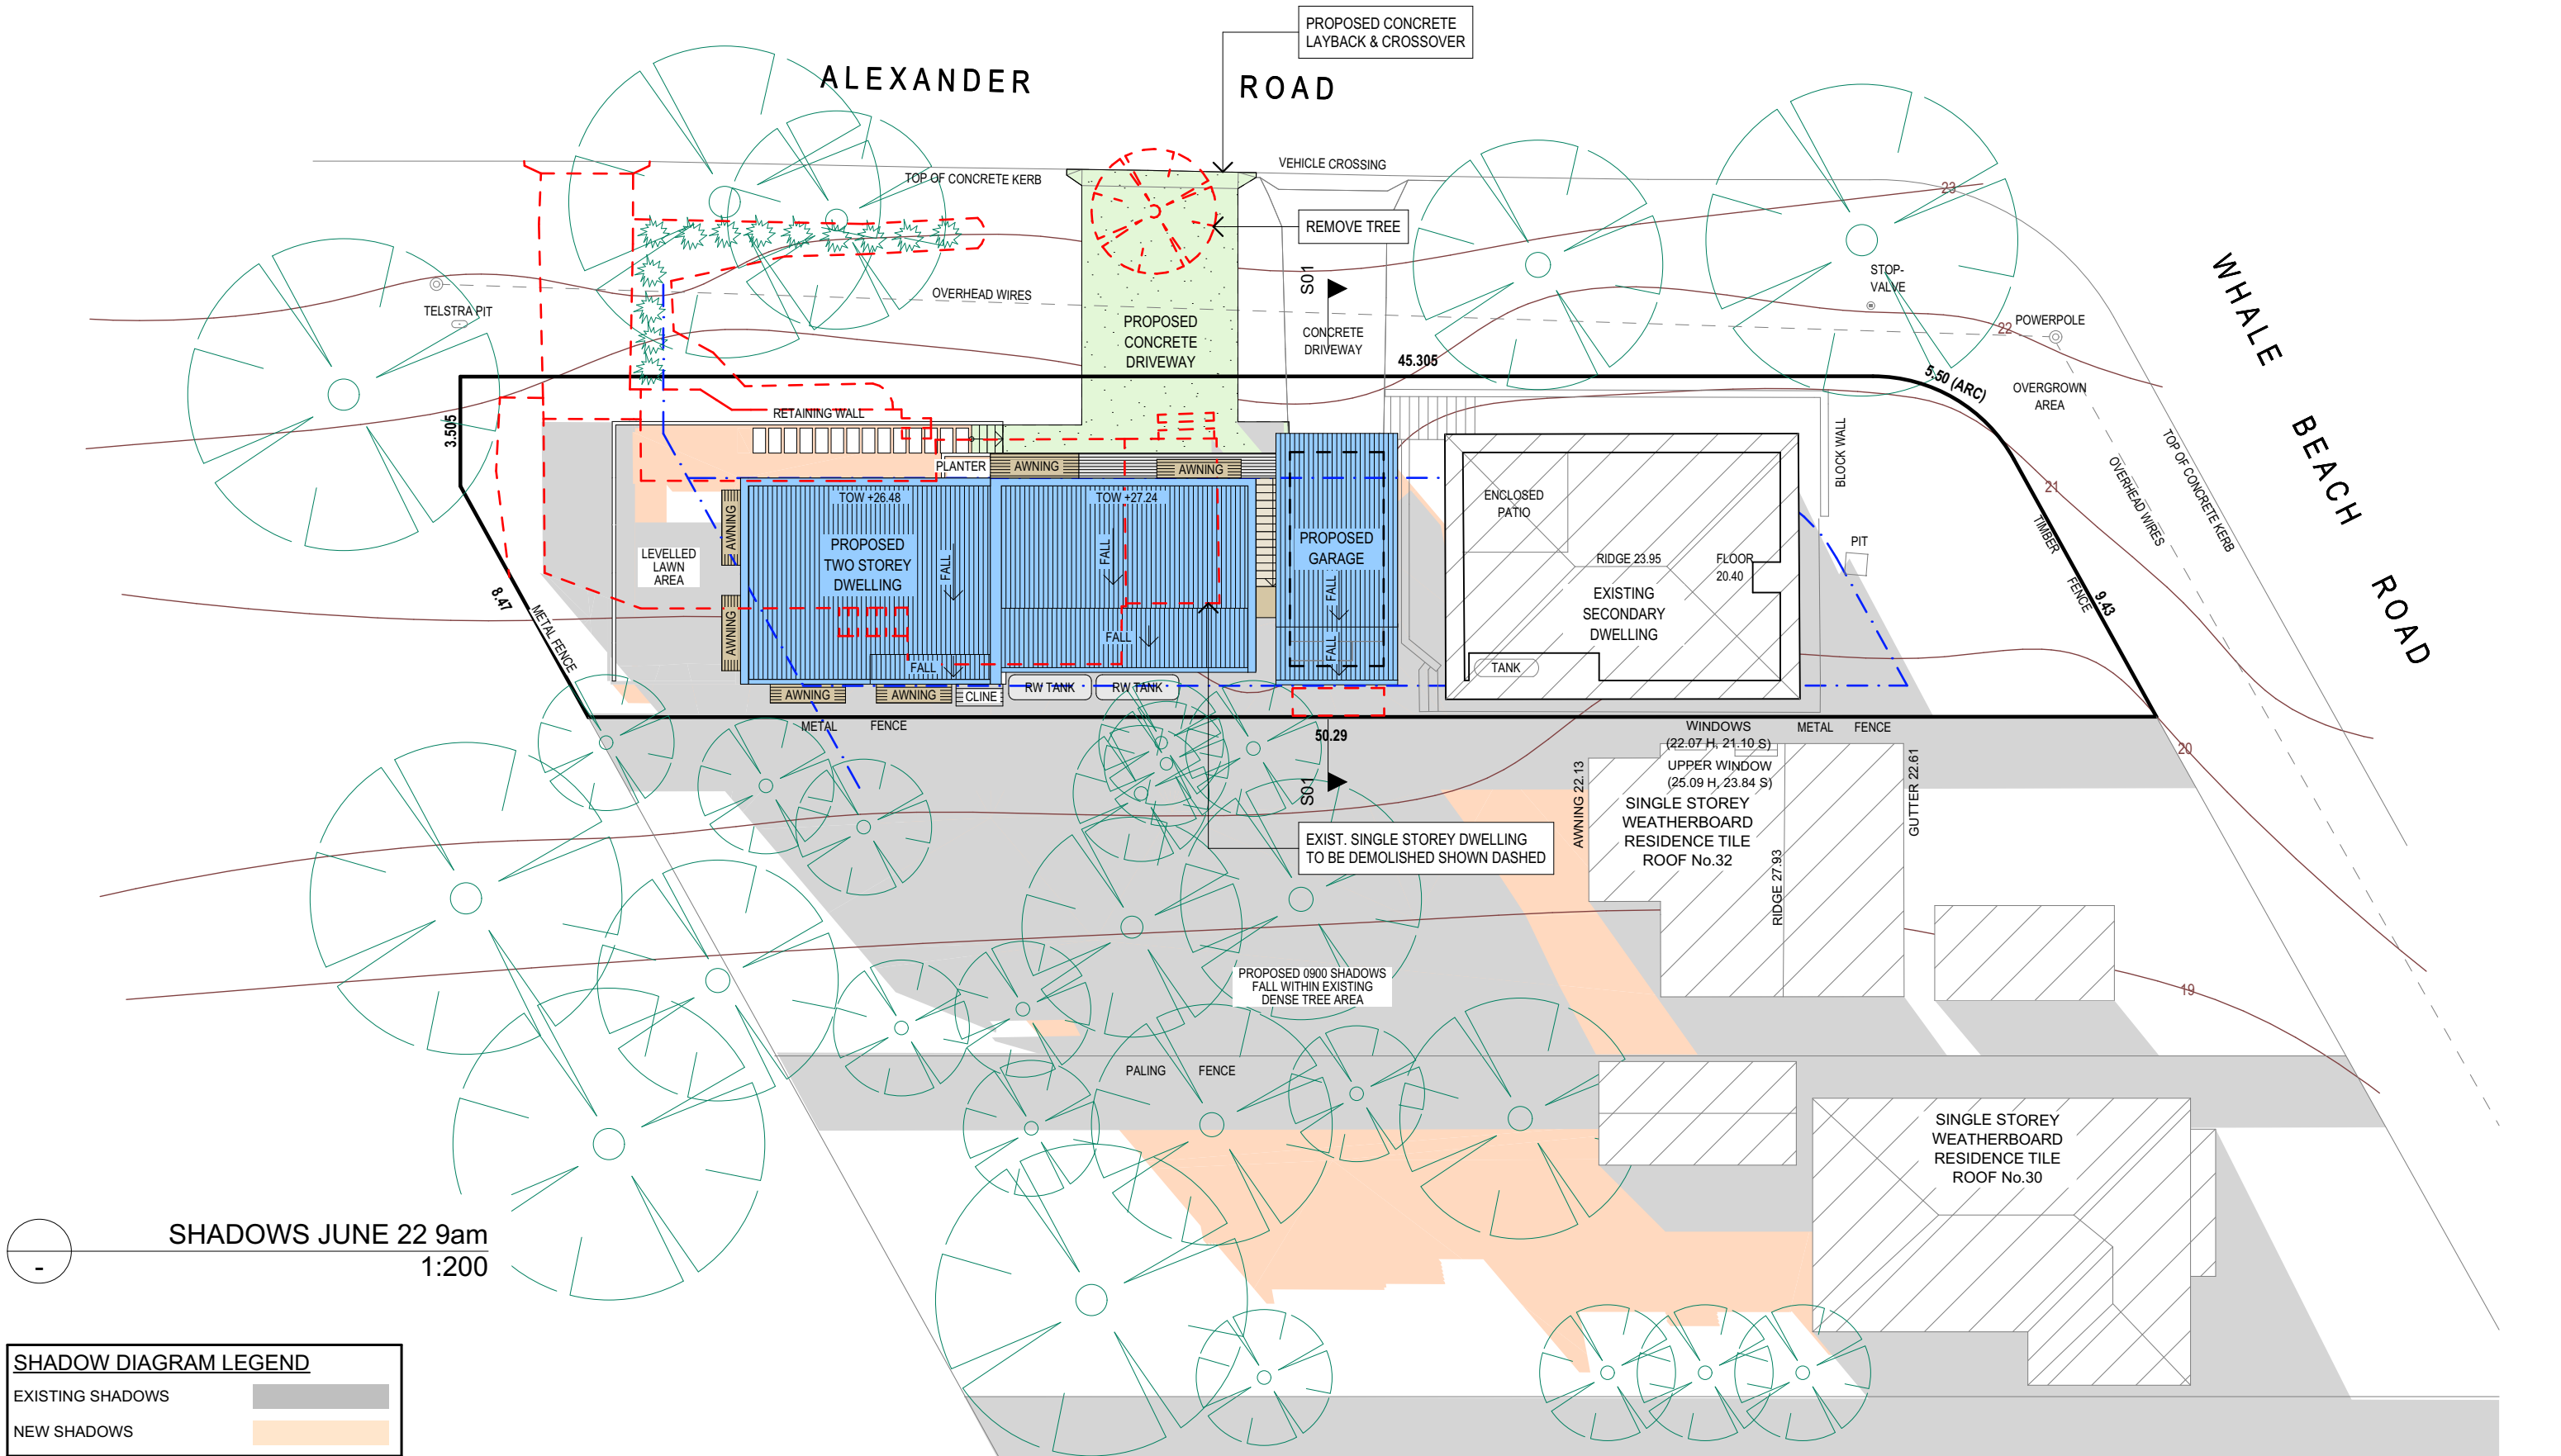 PROPOSED CONCRETE
LAYBACK & CROSSOVER
ALEXANDER ROAD
VEHICLE CROSSING
TOP OF CONCRETE KERB
REMOVE TREE
23
WHALE BEACH ROAD
S01
STOP-
VALVE
TELSTRA PIT
OVERHEAD WIRES
PROPOSED
CONCRETE
DRIVEWAY
CONCRETE
DRIVEWAY
22
POWERPOLE
45.305
5.50 (ARC)
OVERGROWN
AREA
3.505
RETAINING WALL
BLOCK WALL
TOP OF CONCRETE KERB
OVERHEAD WIRES
PLANTER
AWNING
AWNING
TOW +26.48
TOW +27.24
ENCLOSED
PATIO
21
AWNING
LEVELLED
LAWN
AREA
PROPOSED
TWO STOREY
DWELLING
FALL
FALL
PROPOSED
GARAGE
FALL
RIDGE 23.95
FLOOR
20.40
EXISTING
SECONDARY
DWELLING
PIT
TIMBER
FENCE
8.47
METAL FENCE
9.43
AWNING
FALL
FALL
FALL
TANK
AWNING
AWNING
CLINE
RW TANK
RW TANK
METAL FENCE
50.29
WINDOWS
(22.07 H, 21.10 S)
METAL FENCE
20
UPPER WINDOW
(25.09 H, 23.84 S)
S01
AWNING 22.13
GUTTER 22.61
SINGLE STOREY
WEATHERBOARD
RESIDENCE TILE
ROOF No.32
RIDGE 27.93
EXIST. SINGLE STOREY DWELLING
TO BE DEMOLISHED SHOWN DASHED
PROPOSED 0900 SHADOWS
FALL WITHIN EXISTING
DENSE TREE AREA
19
PALING FENCE
SINGLE STOREY
WEATHERBOARD
RESIDENCE TILE
ROOF No.30
SHADOWS JUNE 22 9am
-
1:200
SHADOW DIAGRAM LEGEND
EXISTING SHADOWS
NEW SHADOWS